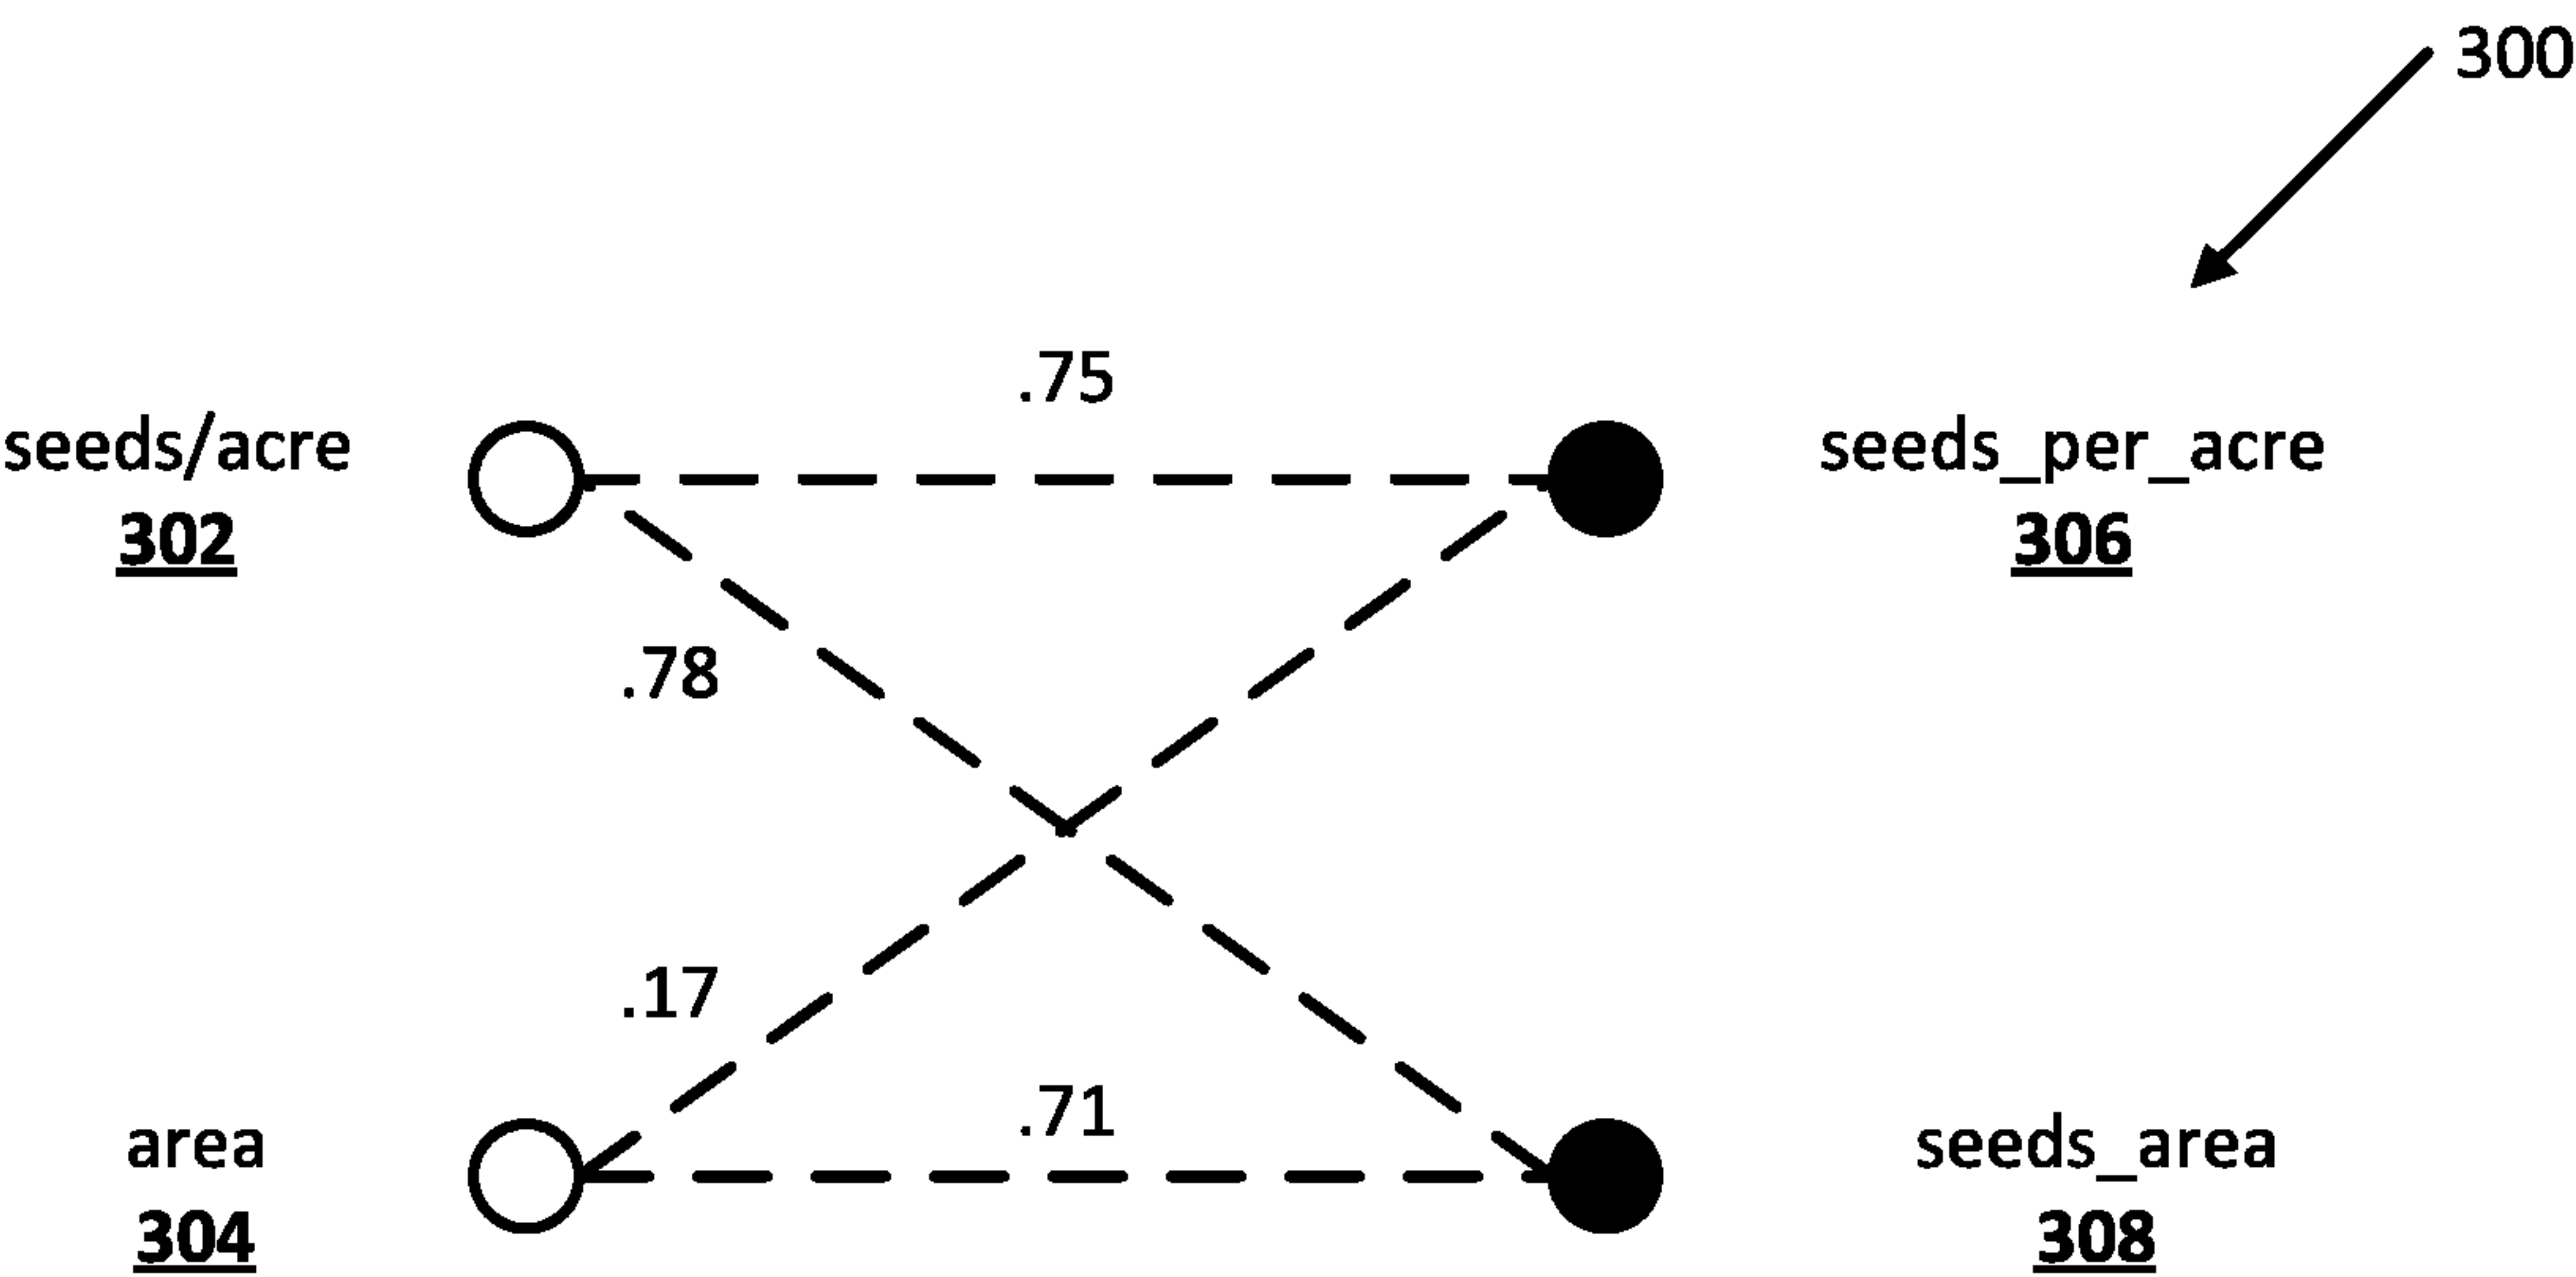 300
.75
seeds/acre
302
seeds_per_acre
306
.78
.17
.71
area
304
seeds_area
308